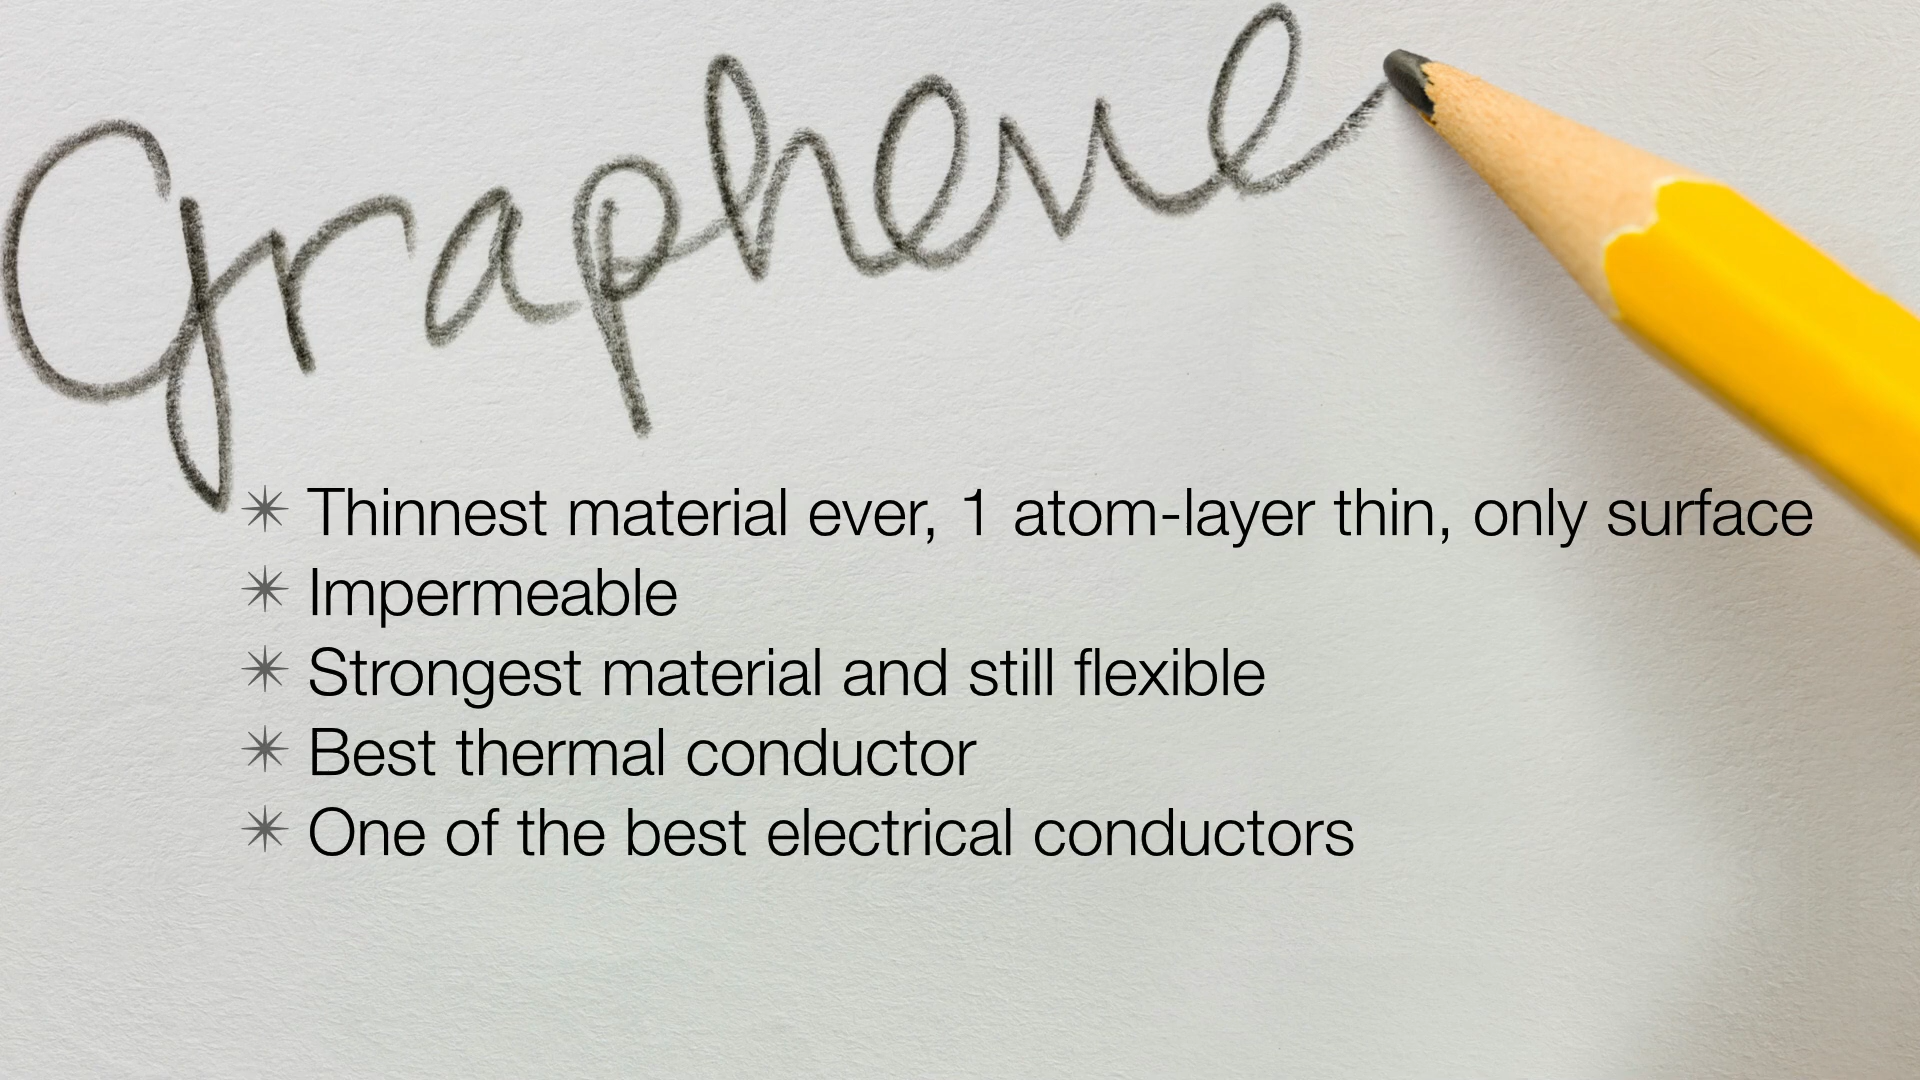 Graphene
✴ Thinnest material ever, 1 atom-layer thin, only surface
✴ Impermeable
✴ Strongest material and still flexible
✴ Best thermal conductor
✴ One of the best electrical conductors